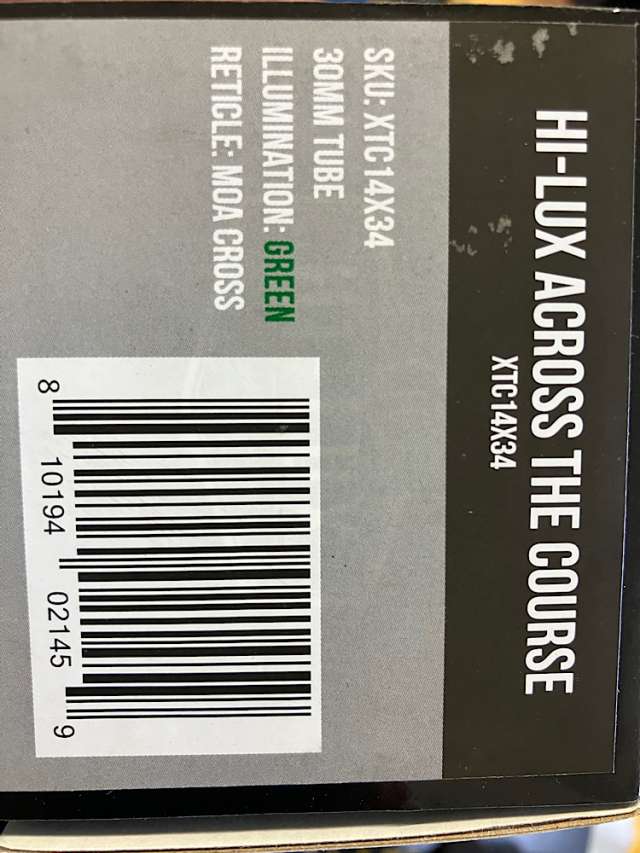 HI-LUX ACROSS THE COURSE
XTC14X34
SKU: XTC14X34
30MM TUBE
ILLUMINATION: GREEN
RETICLE: MOA CROSS
8 10194 02145 9